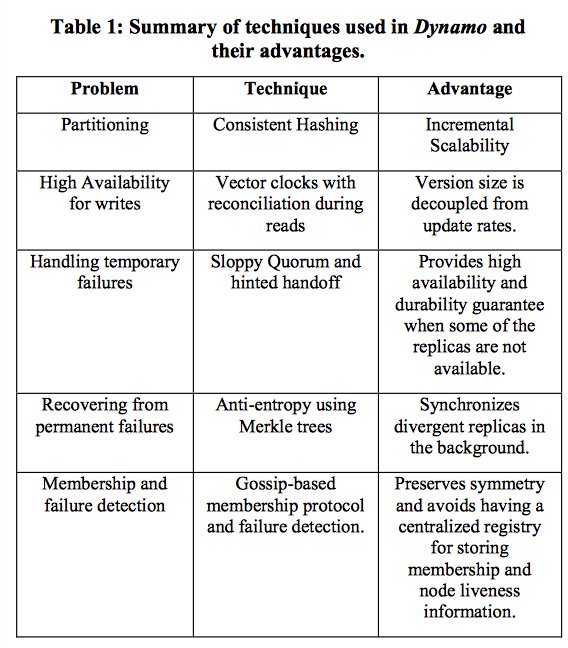 Table 1: Summary of techniques used in Dynamo and
their advantages.
Problem
Technique
Advantage
Partitioning
Consistent Hashing
Incremental
Scalability
High Availability
for writes
Vector clocks with
reconciliation during
reads
Version size is
decoupled from
update rates.
Handling temporary
failures
Sloppy Quorum and
hinted handoff
Provides high
availability and
durability guarantee
when some of the
replicas are not
available.
Recovering from
permanent failures
Anti-entropy using
Merkle trees
Synchronizes
divergent replicas in
the background.
Membership and
failure detection
Gossip-based
membership protocol
and failure detection.
Preserves symmetry
and avoids having a
centralized registry
for storing
membership and
node liveness
information.